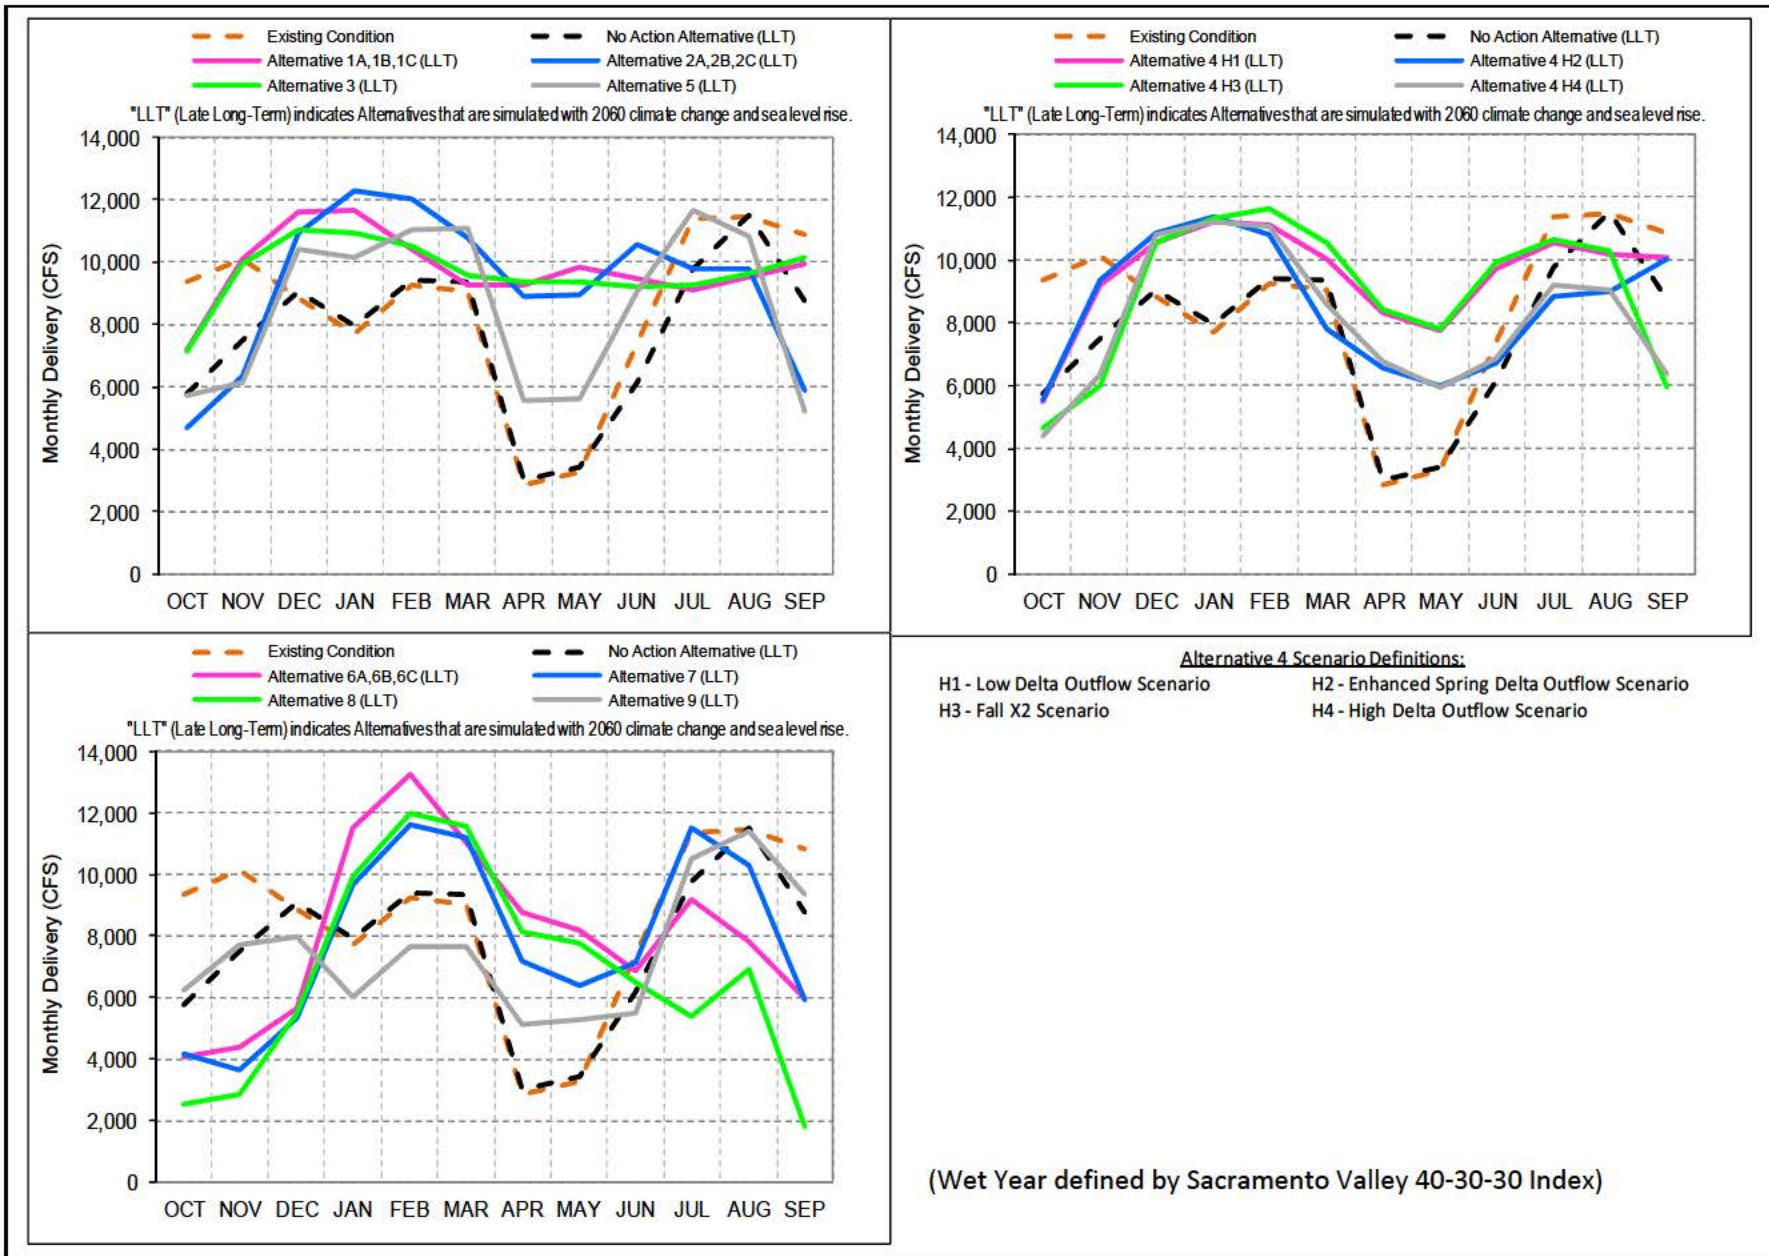 Existing Condition No Action Alternative (LLT)
Alternative 1A,1B,1C (LLT) Alternative 2A,2B,2C (LLT)
Alternative 3 (LLT) Alternative 5 (LLT)
"LLT" (Late Long-Term) indicates Alternatives that are simulated with 2060 climate change and sea level rise.
14,000
12,000
10,000
8,000
6,000
4,000
2,000
0
Monthly Delivery (CFS)
OCT NOV DEC JAN FEB MAR APR MAY JUN JUL AUG SEP
Existing Condition No Action Alternative (LLT)
Alternative 4 H1 (LLT) Alternative 4 H2 (LLT)
Alternative 4 H3 (LLT) Alternative 4 H4 (LLT)
"LLT" (Late Long-Term) indicates Alternatives that are simulated with 2060 climate change and sea level rise.
14,000
12,000
10,000
8,000
6,000
4,000
2,000
0
Monthly Delivery (CFS)
OCT NOV DEC JAN FEB MAR APR MAY JUN JUL AUG SEP
Existing Condition No Action Alternative (LLT)
Alternative 6A,6B,6C (LLT) Alternative 7 (LLT)
Alternative 8 (LLT) Alternative 9 (LLT)
"LLT" (Late Long-Term) indicates Alternatives that are simulated with 2060 climate change and sea level rise.
14,000
12,000
10,000
8,000
6,000
4,000
2,000
0
Monthly Delivery (CFS)
OCT NOV DEC JAN FEB MAR APR MAY JUN JUL AUG SEP
Alternative 4 Scenario Definitions:
H1 - Low Delta Outflow Scenario H2 - Enhanced Spring Delta Outflow Scenario
H3 - Fall X2 Scenario H4 - High Delta Outflow Scenario
(Wet Year defined by Sacramento Valley 40-30-30 Index)